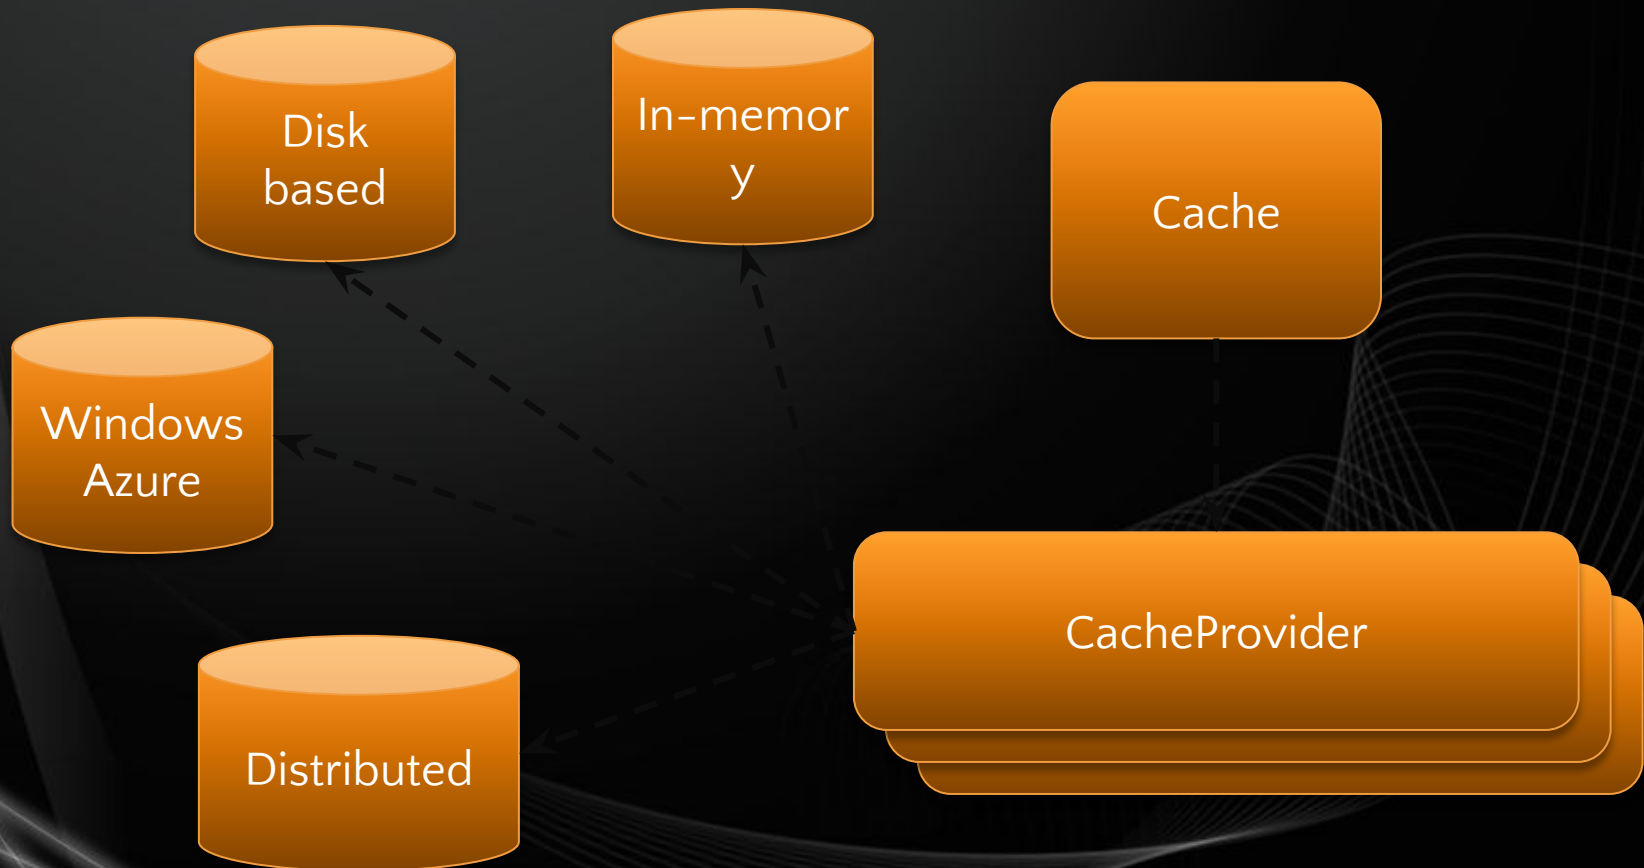 Disk
based
In-memor
y
Cache
Windows
Azure
CacheProvider
Distributed